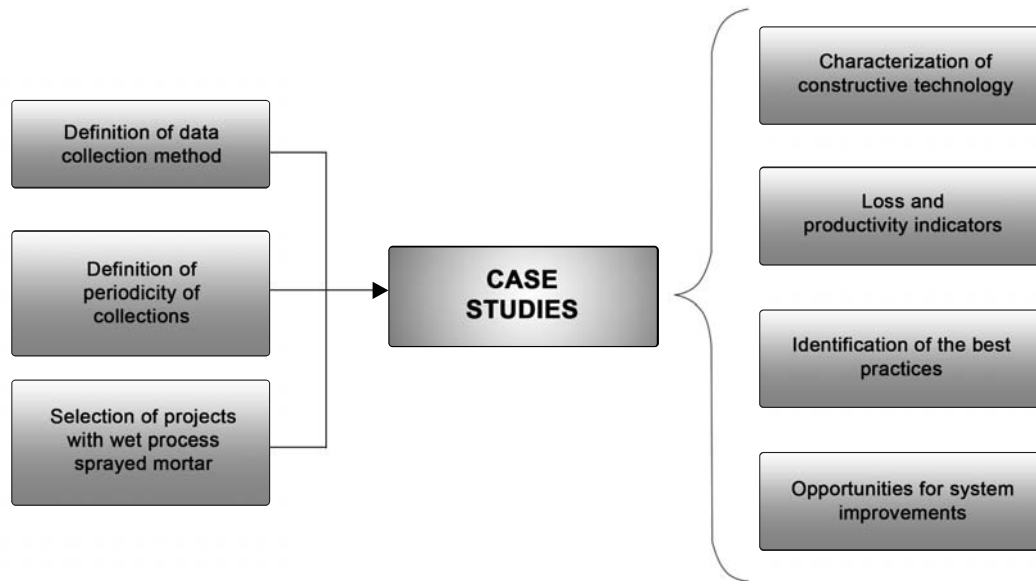 Definition of data
collection method
Definition of
periodicity of
collections
Selection of projects
with wet process
sprayed mortar
CASE
STUDIES
Characterization of
constructive technology
Loss and
productivity indicators
Identification of the best
practices
Opportunities for system
improvements